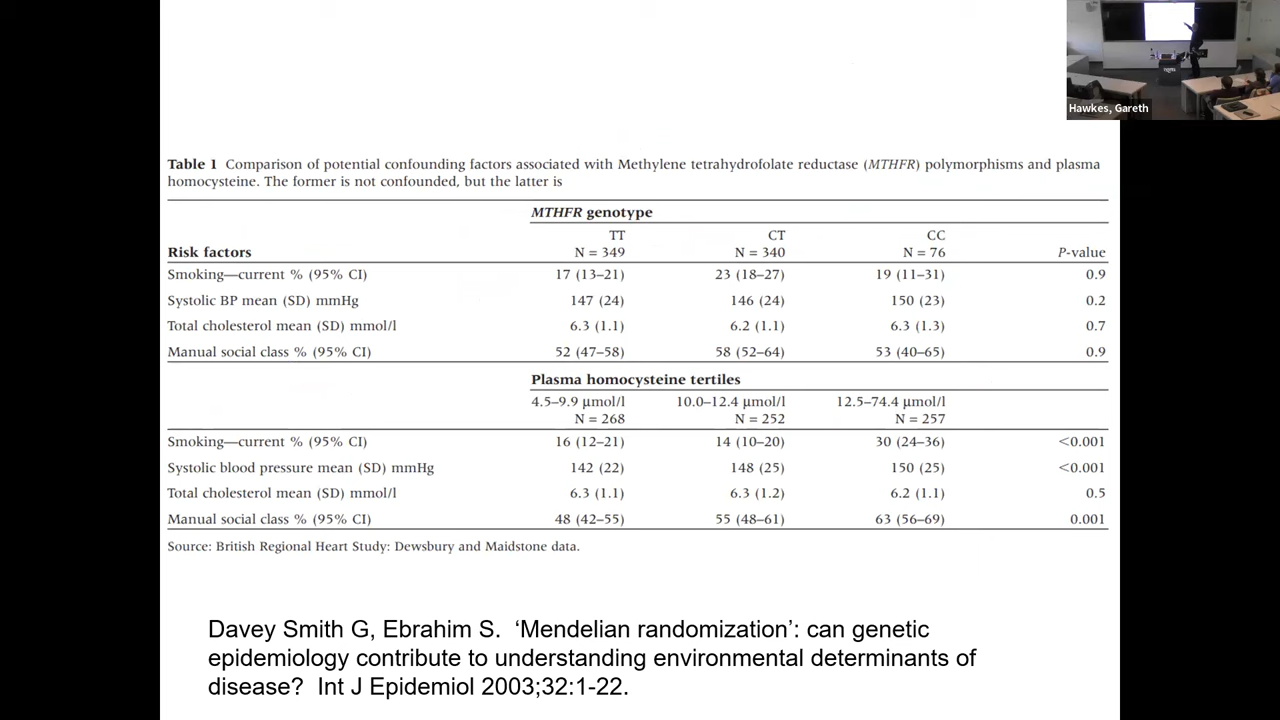 Hawkes, Gareth
Table 1 Comparison of potential confounding factors associated with Methylene tetrahydrofolate reductase (MTHFR) polymorphisms and plasma
homocysteine. The former is not confounded, but the latter is
MTHFR genotype
TT CT CC
Risk factors N = 349 N = 340 N = 76 P-value
Smoking—current % (95% CI) 17 (13–21) 23 (18–27) 19 (11–31) 0.9
Systolic BP mean (SD) mmHg 147 (24) 146 (24) 150 (23) 0.2
Total cholesterol mean (SD) mmol/l 6.3 (1.1) 6.2 (1.1) 6.3 (1.3) 0.7
Manual social class % (95% CI) 52 (47–58) 58 (52–64) 53 (40–65) 0.9
Plasma homocysteine tertiles
4.5–9.9 µmol/l 10.0–12.4 µmol/l 12.5–74.4 µmol/l
N = 268 N = 252 N = 257
Smoking—current % (95% CI) 16 (12–21) 14 (10–20) 30 (24–36) <0.001
Systolic blood pressure mean (SD) mmHg 142 (22) 148 (25) 150 (25) <0.001
Total cholesterol mean (SD) mmol/l 6.3 (1.1) 6.3 (1.2) 6.2 (1.1) 0.5
Manual social class % (95% CI) 48 (42–55) 55 (48–61) 63 (56–69) 0.001
Source: British Regional Heart Study: Dewsbury and Maidstone data.
Davey Smith G, Ebrahim S. ‘Mendelian randomization’: can genetic
epidemiology contribute to understanding environmental determinants of
disease? Int J Epidemiol 2003;32:1-22.